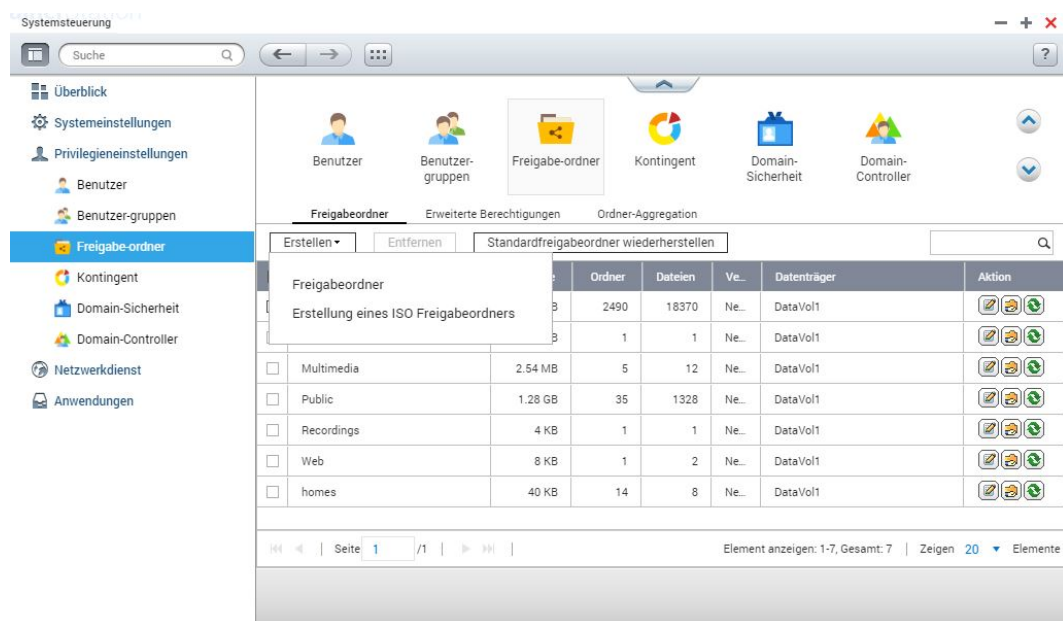 Systemsteuerung
Suche
?
Überblick
Systemeinstellungen
Privilegieneinstellungen
Benutzer
Benutzer-gruppen
Freigabe-ordner
Kontingent
Domain-Sicherheit
Domain-Controller
Netzwerkdienst
Anwendungen
Benutzer
Benutzer-
gruppen
Freigabe-ordner
Kontingent
Domain-
Sicherheit
Domain-
Controller
Freigabeordner Erweiterte Berechtigungen Ordner-Aggregation
Erstellen Entfernen Standardfreigabeordner wiederherstellen
Freigabeordner
Erstellung eines ISO Freigabeordners
Ordner Dateien Ve... Datenträger Aktion
B 2490 18370 Ne... DataVol1
B 1 1 Ne... DataVol1
Multimedia 2.54 MB 5 12 Ne... DataVol1
Public 1.28 GB 35 1328 Ne... DataVol1
Recordings 4 KB 1 1 Ne... DataVol1
Web 8 KB 1 2 Ne... DataVol1
homes 40 KB 14 8 Ne... DataVol1
Seite 1 /1 Element anzeigen: 1-7, Gesamt: 7 Zeigen 20 Elemente